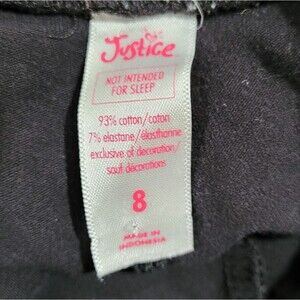 Justice
NOT INTENDED
FOR SLEEP
93% cotton/coton
7% elastane/élasthanne
exclusive of decoration/
sauf décorations
8
MADE IN
INDONESIA